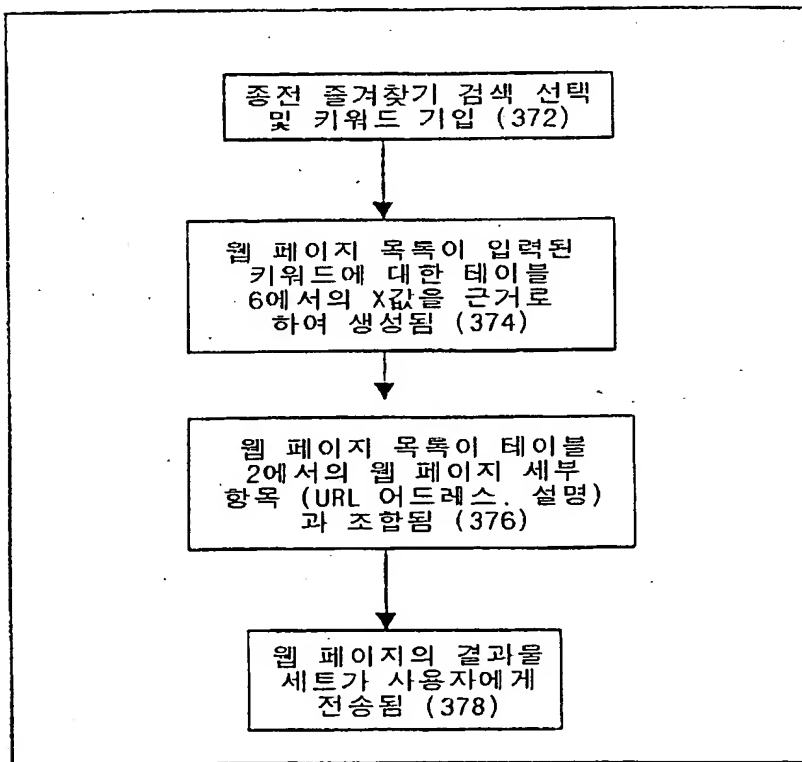 종전 즐겨찾기 검색 선택
및 키워드 기입 (372)
웹 페이지 목톡이 입력된
키워드에 대한 테이블
6에서의 X값을 근거로
하여 생성됨 (374)
웹 페이지 목록이 테이블
2에서의 웹 페이지 세부
항목 (URL 어드레스. 설명)
과 조합됨 (376)
웹 페이지의 결과물
세트가 사용자에게
전송됨 (378)